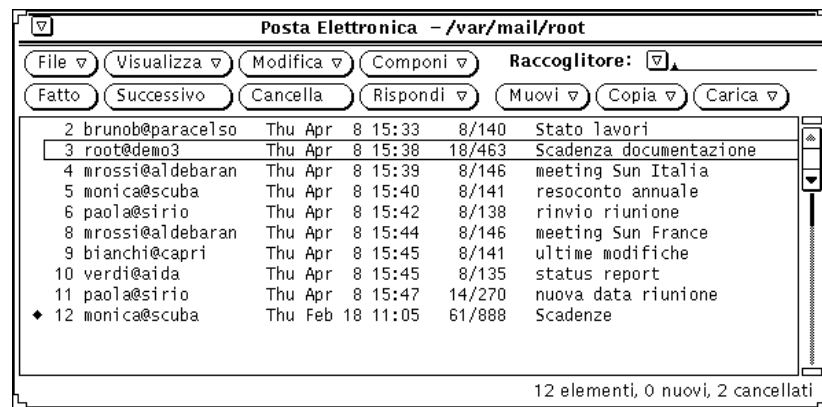 Posta Elettronica – /var/mail/root
File Visualizza Modifica Componi Raccoglitore:
Fatto Successivo Cancella Rispondi Muovi Copia Carica
2 brunob@paracelso Thu Apr 8 15:33 8/140 Stato lavori
3 root@demo3 Thu Apr 8 15:38 18/463 Scadenza documentazione
4 mrossi@aldebaran Thu Apr 8 15:39 8/146 meeting Sun Italia
5 monica@scuba Thu Apr 8 15:40 8/141 resoconto annuale
6 paola@sirio Thu Apr 8 15:42 8/138 rinvio riunione
8 mrossi@aldebaran Thu Apr 8 15:44 8/146 meeting Sun France
9 bianchi@capri Thu Apr 8 15:45 8/141 ultime modifiche
10 verdi@aida Thu Apr 8 15:45 8/135 status report
11 paola@sirio Thu Apr 8 15:47 14/270 nuova data riunione
◆ 12 monica@scuba Thu Feb 18 11:05 61/888 Scadenze
12 elementi, 0 nuovi, 2 cancellati